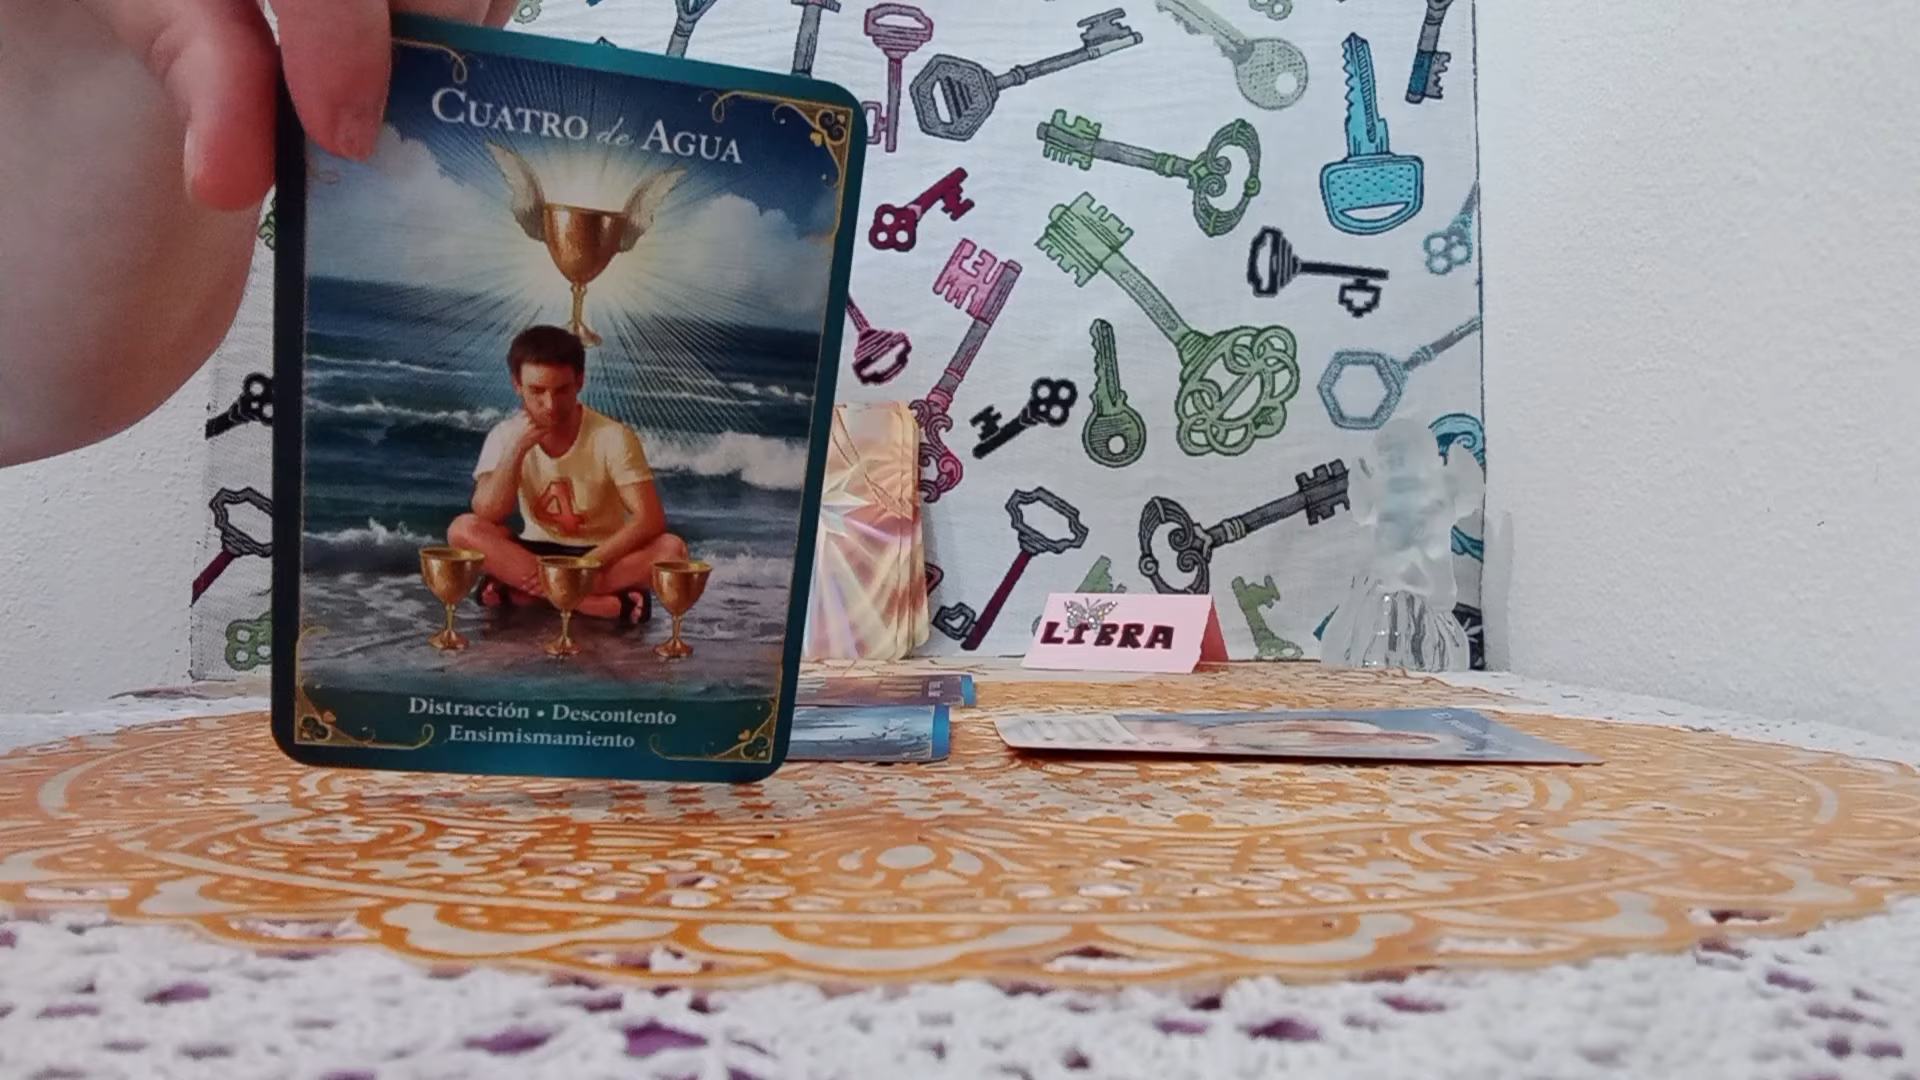 CUATRO de AGUA
4
Distracción • Descontento
Ensimismamiento
LIBRA